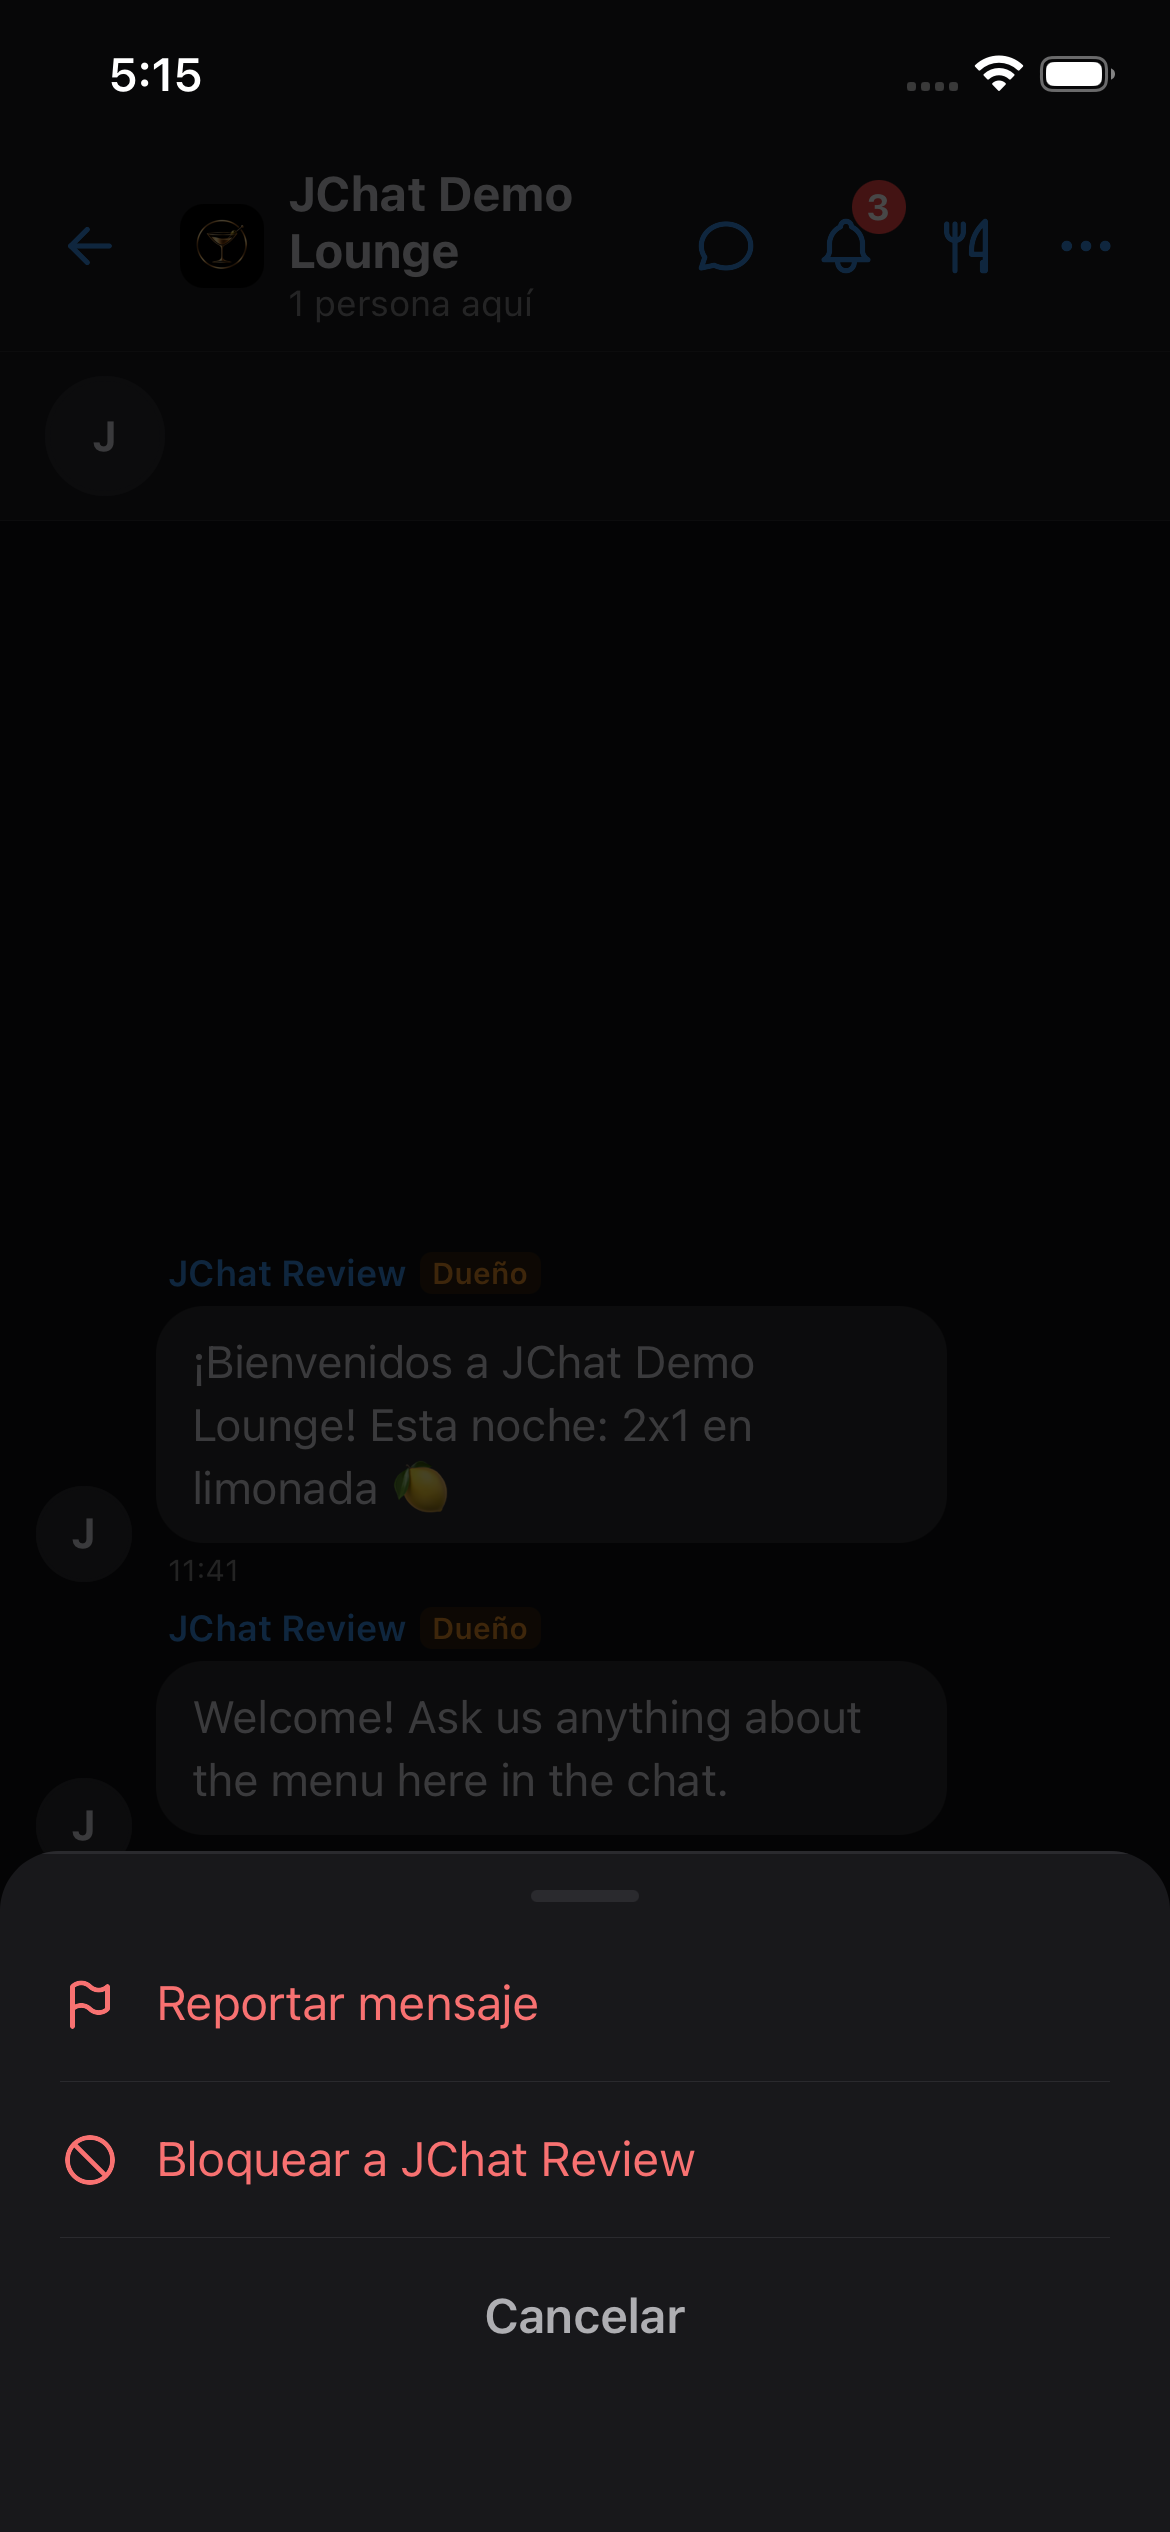 5:15
JChat Demo
Lounge
1 persona aquí
3
J
JChat Review Dueño
¡Bienvenidos a JChat Demo
Lounge! Esta noche: 2x1 en
limonada 🍋
J
11:41
JChat Review Dueño
Welcome! Ask us anything about
the menu here in the chat.
J
Reportar mensaje
Bloquear a JChat Review
Cancelar